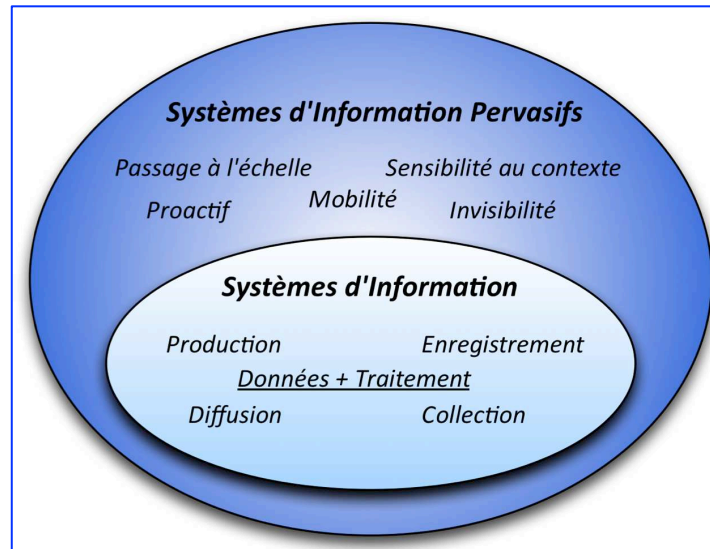 Systèmes d'Information Pervasifs
Passage à l'échelle Sensibilité au contexte
Mobilité
Proactif Invisibilité
Systèmes d'Information
Production Enregistrement
Données + Traitement
Diffusion Collection